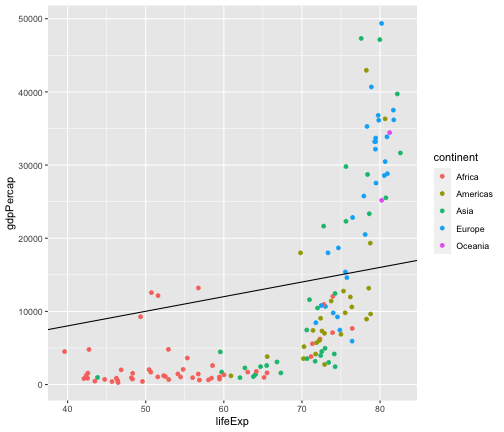 50000
40000
30000
20000
10000
0
gdpPercap
40
50
60
70
80
lifeExp
continent
Africa
Americas
Asia
Europe
Oceania